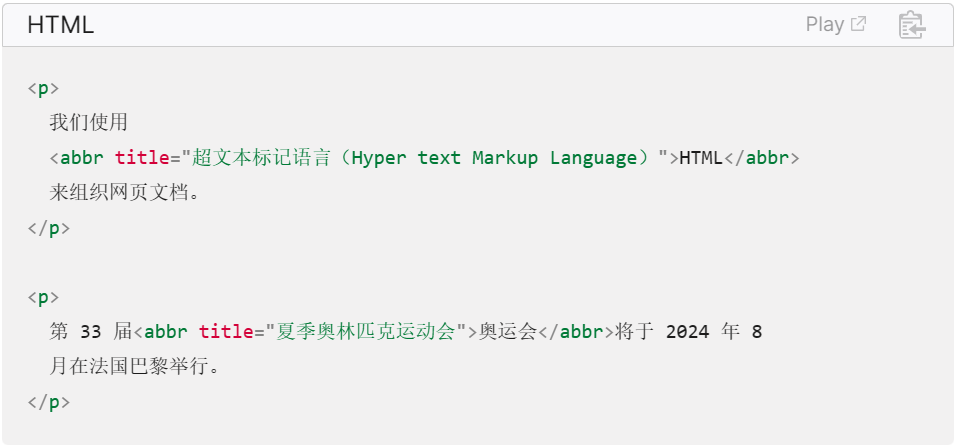 HTML Play
<p>
我们使用
<abbr title="超文本标记语言（Hyper text Markup Language）">HTML</abbr>
来组织网页文档。
</p>
<p>
第 33 届<abbr title="夏季奥林匹克运动会">奥运会</abbr>将于 2024 年 8
月在法国巴黎举行。
</p>